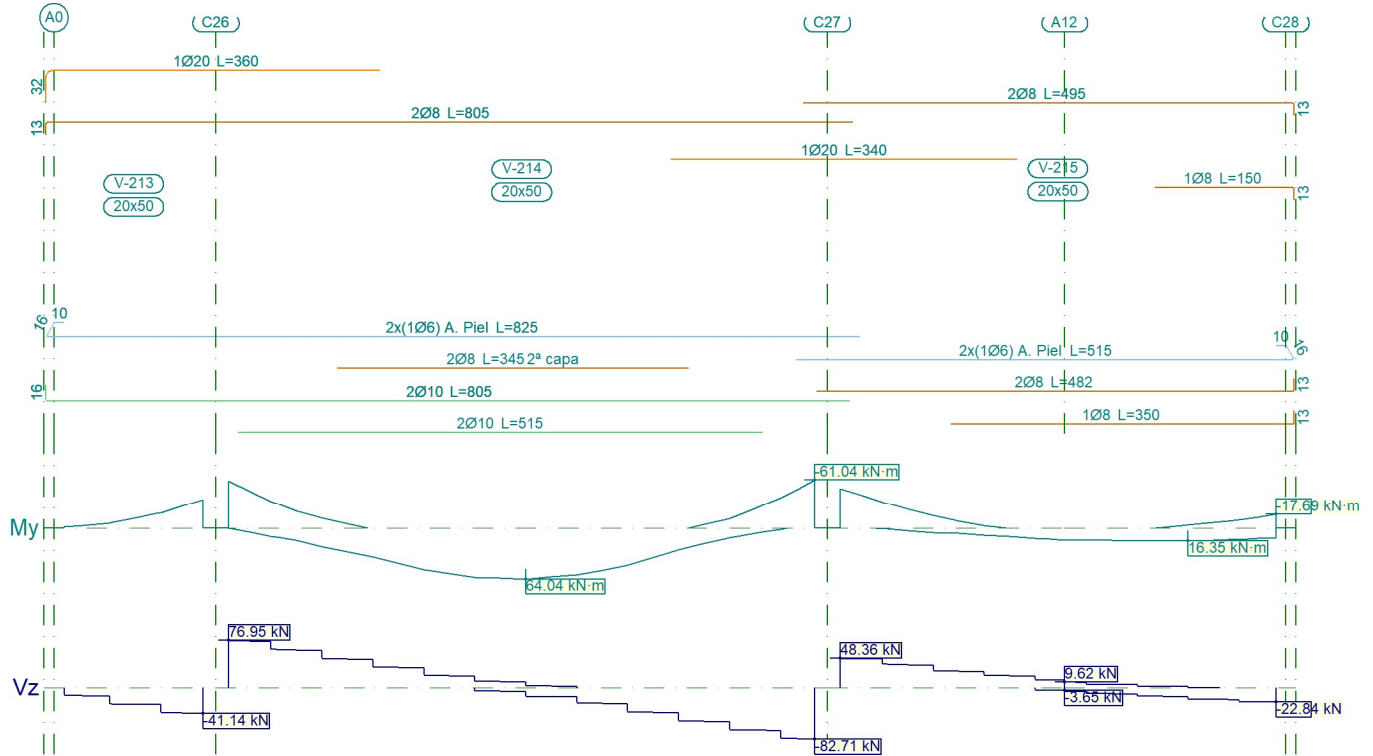 A0
C26
C27
A12
C28
1Ø20 L=360
32
2Ø8 L=495
13
2Ø8 L=805
13
1Ø20 L=340
V-213
20x50
V-214
20x50
V-215
20x50
1Ø8 L=150
13
10
16
2x(1Ø6) A. Piel L=825
10
16
2x(1Ø6) A. Piel L=515
2Ø8 L=345 2ª capa
2Ø8 L=482
13
16
2Ø10 L=805
1Ø8 L=350
13
2Ø10 L=515
-61.04 kN·m
-17.69 kN·m
My
16.35 kN·m
64.04 kN·m
76.95 kN
48.36 kN
9.62 kN
Vz
-3.65 kN
-22.84 kN
-41.14 kN
-82.71 kN